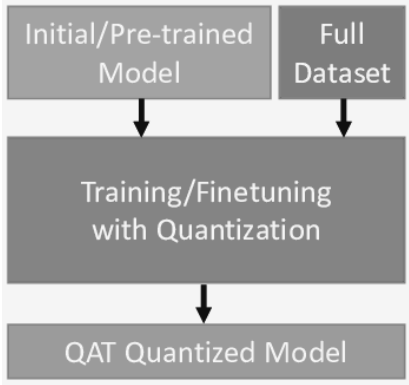 Initial/Pre-trained
Model
Full
Dataset
Training/Finetuning
with Quantization
QAT Quantized Model